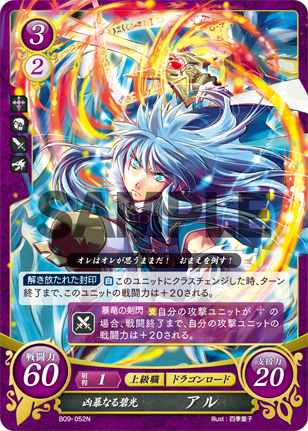 3
2
SAMPLE
オレはオレが思うままだ! おまえを倒す!
解き放たれた封印 自 このユニットにクラスチェンジした時、ターン
終了まで、このユニットの戦闘力は+20される。
暴竜の剣閃 支 自分の攻撃ユニットが
の場合、戦闘終了まで、自分の攻撃ユニット
の戦闘力は+20される。
戦闘力
60
射程 1 上級職 ドラゴンロード
支援力
20
凶暴なる碧光 アル
B09-052N
Illust:四季童子